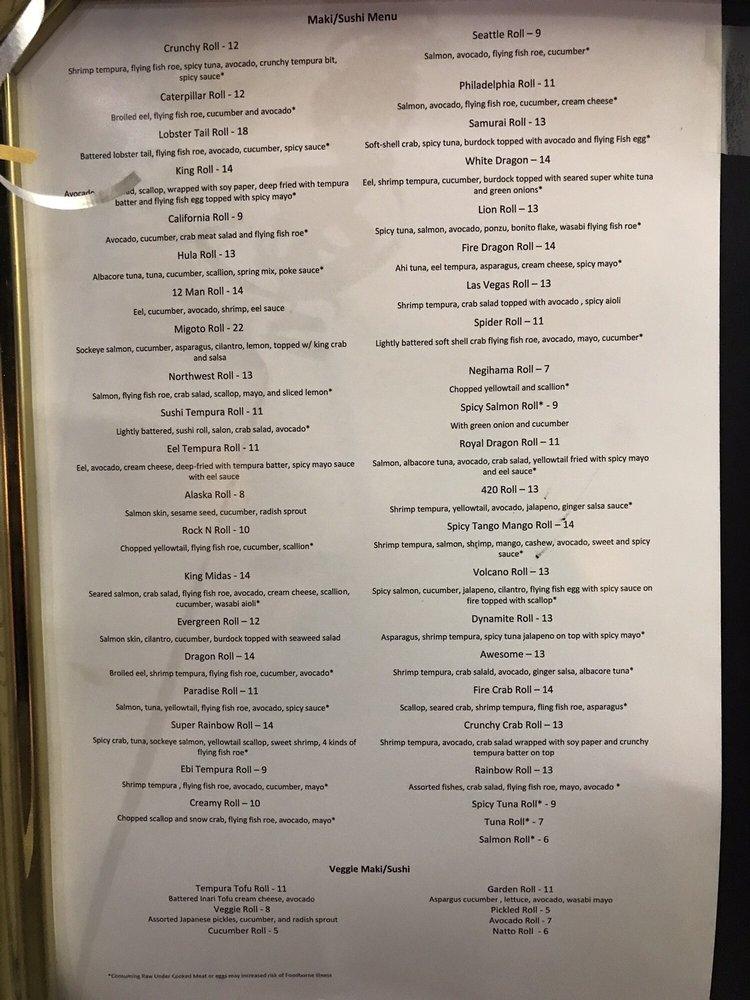 Maki/Sushi Menu
Crunchy Roll - 12
Shrimp tempura, flying fish roe, spicy tuna, avocado, crunchy tempura bit,
spicy sauce*
Caterpillar Roll - 12
Broiled eel, flying fish roe, cucumber and avocado*
Lobster Tail Roll - 18
Battered lobster tail, flying fish roe, avocado, cucumber, spicy sauce*
King Roll - 14
scallop, wrapped with soy paper, deep fried with tempura
batter and flying fish egg topped with spicy mayo*
California Roll - 9
Avocado, cucumber, crab meat salad and flying fish roe*
Hula Roll - 13
Albacore tuna, tuna, cucumber, scallion, spring mix, poke sauce*
12 Man Roll - 14
Eel, cucumber, avocado, shrimp, eel sauce
Migoto Roll - 22
Sockeye salmon, cucumber, asparagus, cilantro, lemon, topped w/ king crab
and salsa
Northwest Roll - 13
Salmon, flying fish roe, crab salad, scallop, mayo, and sliced lemon*
Sushi Tempura Roll - 11
Lightly battered, sushi roll, salon, crab salad, avocado*
Eel Tempura Roll - 11
Eel, avocado, cream cheese, deep-fried with tempura batter, spicy mayo sauce
with eel sauce
Alaska Roll - 8
Salmon skin, sesame seed, cucumber, radish sprout
Rock N Roll - 10
Chopped yellowtail, flying fish roe, cucumber, scallion*
King Midas - 14
Seared salmon, crab salad, flying fish roe, avocado, cream cheese, scallion,
cucumber, wasabi aioli*
Evergreen Roll – 12
Salmon skin, cilantro, cucumber, burdock topped with seaweed salad
Dragon Roll – 14
Broiled eel, shrimp tempura, flying fish roe, cucumber, avocado*
Paradise Roll – 11
Salmon, tuna, yellowtail, flying fish roe, avocado, spicy sauce*
Super Rainbow Roll – 14
Spicy crab, tuna, sockeye salmon, yellowtail scallop, sweet shrimp, 4 kinds of
flying fish roe*
Ebi Tempura Roll – 9
Shrimp tempura , flying fish roe, avocado, cucumber, mayo*
Creamy Roll – 10
Chopped scallop and snow crab, flying fish roe, avocado, mayo*
Seattle Roll – 9
Salmon, avocado, flying fish roe, cucumber*
Philadelphia Roll - 11
Salmon, avocado, flying fish roe, cucumber, cream cheese*
Samurai Roll - 13
Soft-shell crab, spicy tuna, burdock topped with avocado and flying Fish egg*
White Dragon – 14
Eel, shrimp tempura, cucumber, burdock topped with seared super white tuna
and green onions*
Lion Roll – 13
Spicy tuna, salmon, avocado, ponzu, bonito flake, wasabi flying fish roe*
Fire Dragon Roll – 14
Ahi tuna, eel tempura, asparagus, cream cheese, spicy mayo*
Las Vegas Roll – 13
Shrimp tempura, crab salad topped with avocado , spicy aioli
Spider Roll – 11
Lightly battered soft shell crab flying fish roe, avocado, mayo, cucumber*
Negihama Roll – 7
Chopped yellowtail and scallion*
Spicy Salmon Roll* - 9
With green onion and cucumber
Royal Dragon Roll – 11
Salmon, albacore tuna, avocado, crab salad, yellowtail fried with spicy mayo
and eel sauce*
420 Roll – 13
Shrimp tempura, yellowtail, avocado, jalapeno, ginger salsa sauce*
Spicy Tango Mango Roll – 14
Shrimp tempura, salmon, shrimp, mango, cashew, avocado, sweet and spicy
sauce*
Volcano Roll – 13
Spicy salmon, cucumber, jalapeno, cilantro, flying fish egg with spicy sauce on
fire topped with scallop*
Dynamite Roll - 13
Asparagus, shrimp tempura, spicy tuna jalapeno on top with spicy mayo*
Awesome – 13
Shrimp tempura, crab salald, avocado, ginger salsa, albacore tuna*
Fire Crab Roll – 14
Scallop, seared crab, shrimp tempura, fling fish roe, asparagus*
Crunchy Crab Roll – 13
Shrimp tempura, avocado, crab salad wrapped with soy paper and crunchy
tempura batter on top
Rainbow Roll – 13
Assorted fishes, crab salad, flying fish roe, mayo, avocado *
Spicy Tuna Roll* - 9
Tuna Roll* - 7
Salmon Roll* - 6
Veggie Maki/Sushi
Tempura Tofu Roll - 11
Battered Inari Tofu cream cheese, avocado
Veggie Roll - 8
Assorted Japanese pickles, cucumber, and radish sprout
Cucumber Roll - 5
Garden Roll - 11
Aspargus cucumber , lettuce, avocado, wasabi mayo
Pickled Roll - 5
Avocado Roll - 7
Natto Roll - 6
*Consuming Raw Under Cooked Meat or eggs may increased risk of Foodborne Illness